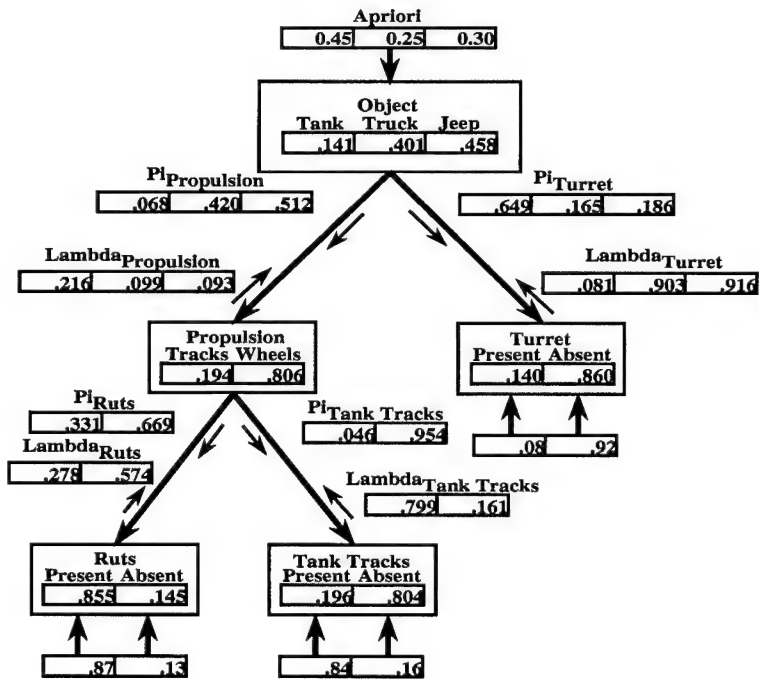 Apriori
0.45 0.25 0.30
Object
Tank Truck Jeep
.141 .401 .458
PiPropulsion
.068 .420 .512
PiTurret
.649 .165 .186
LambdaPropulsion
.216 .099 .093
LambdaTurret
.081 .903 .916
Propulsion
Tracks Wheels
.194 .806
Turret
Present Absent
.140 .860
PiRuts
.331 .669
PiTank Tracks
.046 .954
.08 .92
LambdaRuts
.278 .574
LambdaTank Tracks
.799 .161
Ruts
Present Absent
.855 .145
Tank Tracks
Present Absent
.196 .804
.87 .13
.84 .16